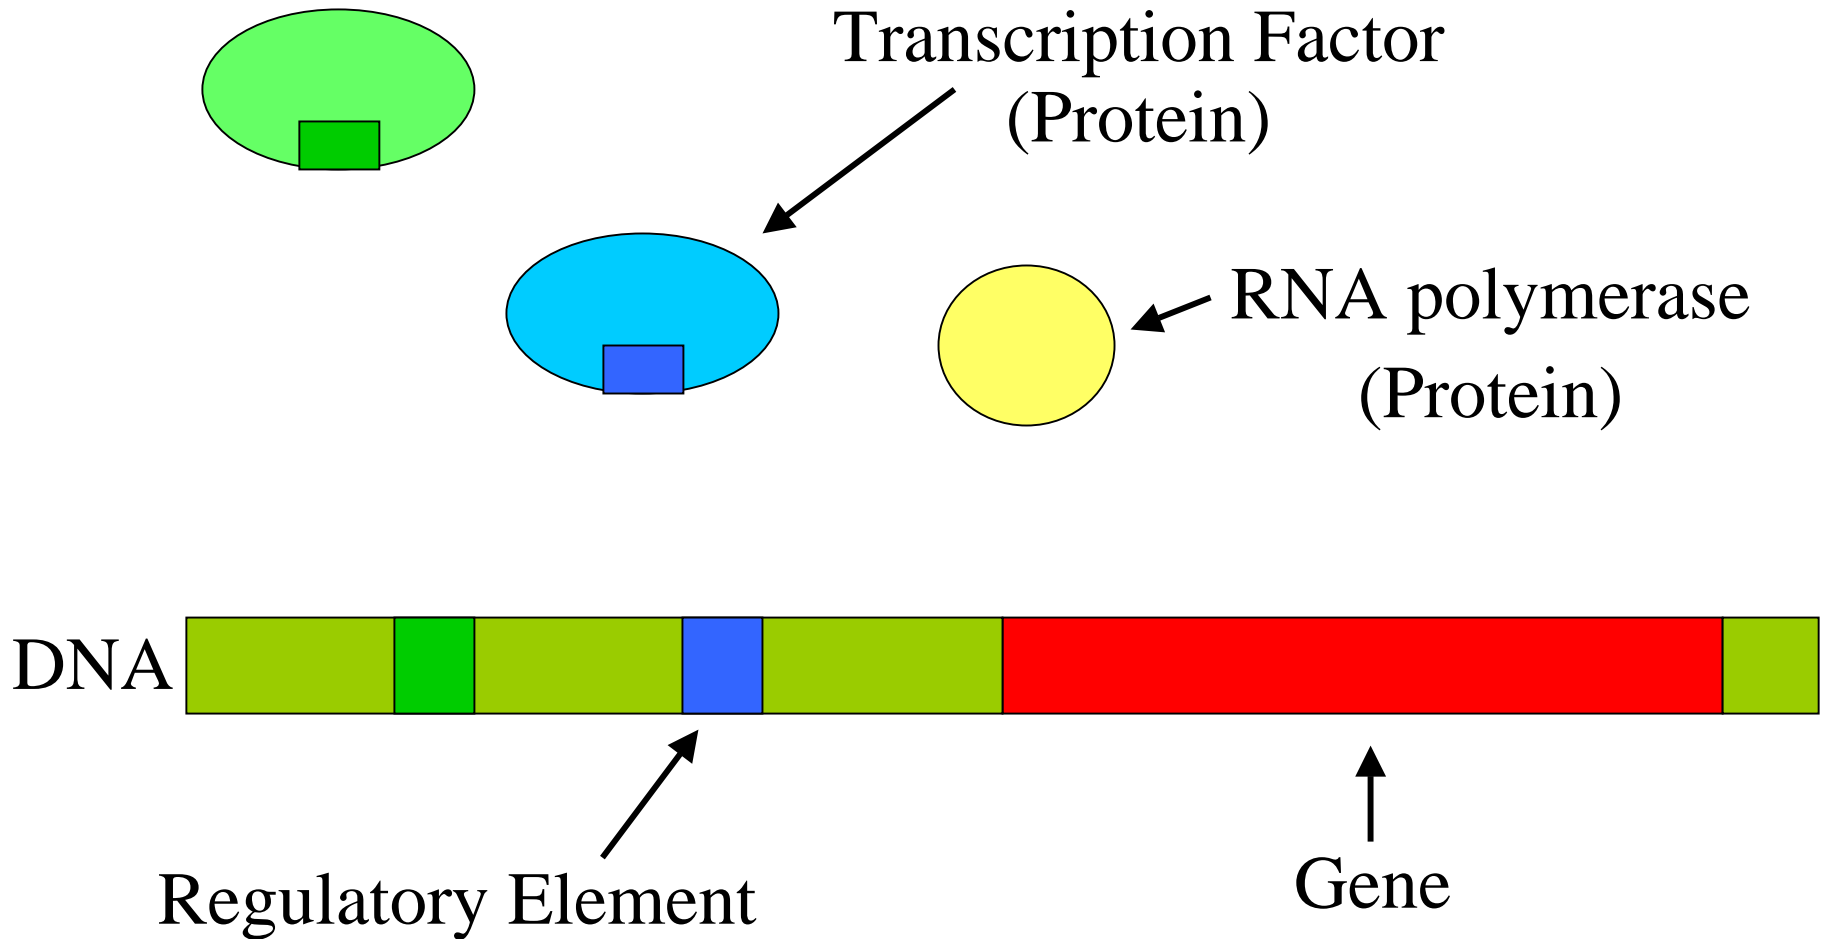 Transcription Factor
(Protein)
RNA polymerase
(Protein)
DNA
Regulatory Element
Gene